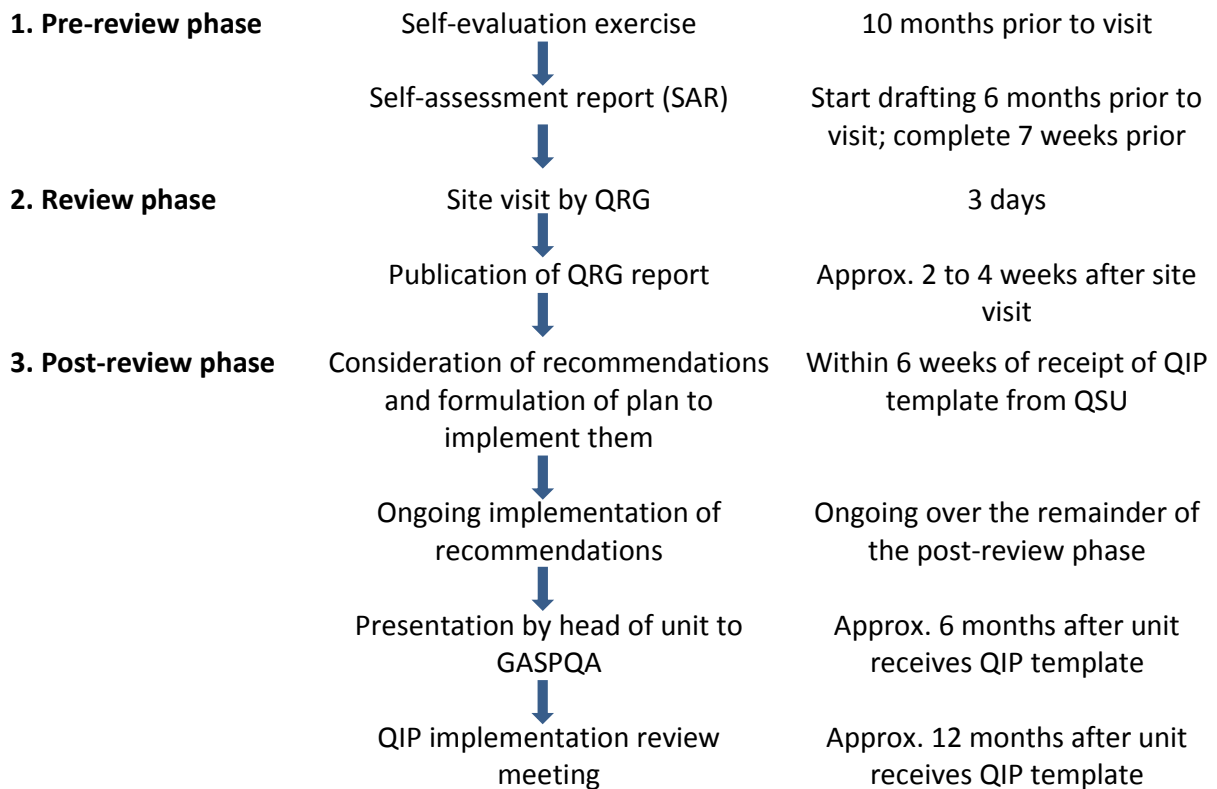 1. Pre-review phase
Self-evaluation exercise
10 months prior to visit
Self-assessment report (SAR)
Start drafting 6 months prior to
visit; complete 7 weeks prior
2. Review phase
Site visit by QRG
3 days
Publication of QRG report
Approx. 2 to 4 weeks after site
visit
3. Post-review phase
Consideration of recommendations
and formulation of plan to
implement them
Within 6 weeks of receipt of QIP
template from QSU
Ongoing implementation of
recommendations
Ongoing over the remainder of
the post-review phase
Presentation by head of unit to
GASPQA
Approx. 6 months after unit
receives QIP template
QIP implementation review
meeting
Approx. 12 months after unit
receives QIP template